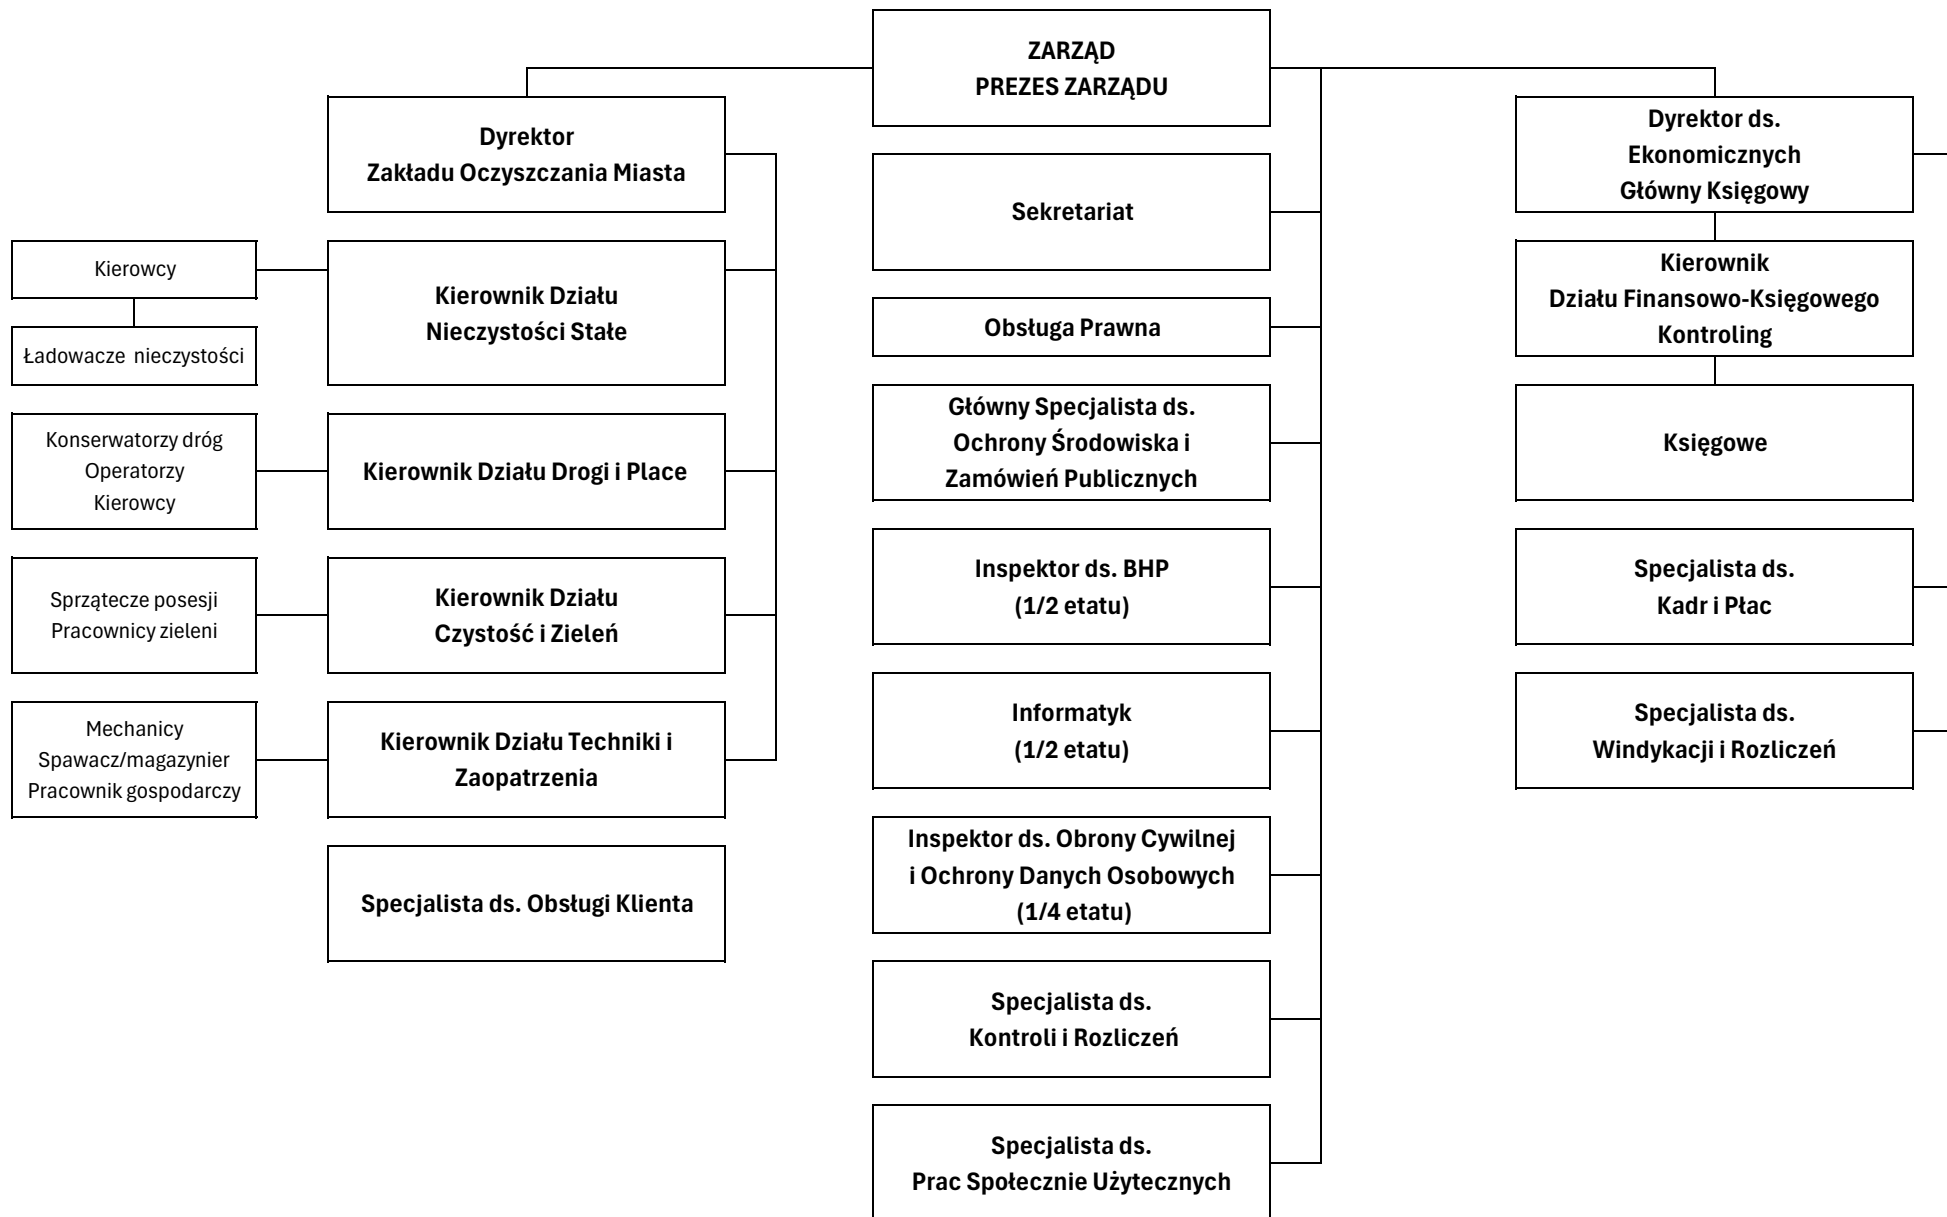 ZARZĄD
PREZES ZARZĄDU
Dyrektor
Zakładu Oczyszczania Miasta
Kierowcy
Ładowacze nieczystości
Kierownik Działu
Nieczystości Stałe
Konserwatorzy dróg
Operatorzy
Kierowcy
Kierownik Działu Drogi i Place
Sprzątecze posesji
Pracownicy zieleni
Kierownik Działu
Czystość i Zieleń
Mechanicy
Spawacz/magazynier
Pracownik gospodarczy
Kierownik Działu Techniki i
Zaopatrzenia
Specjalista ds. Obsługi Klienta
Sekretariat
Obsługa Prawna
Główny Specjalista ds.
Ochrony Środowiska i
Zamówień Publicznych
Inspektor ds. BHP
(1/2 etatu)
Informatyk
(1/2 etatu)
Inspektor ds. Obrony Cywilnej
i Ochrony Danych Osobowych
(1/4 etatu)
Specjalista ds.
Kontroli i Rozliczeń
Specjalista ds.
Prac Społecznie Użytecznych
Dyrektor ds.
Ekonomicznych
Główny Księgowy
Kierownik
Działu Finansowo-Księgowego
Kontroling
Księgowe
Specjalista ds.
Kadr i Płac
Specjalista ds.
Windykacji i Rozliczeń